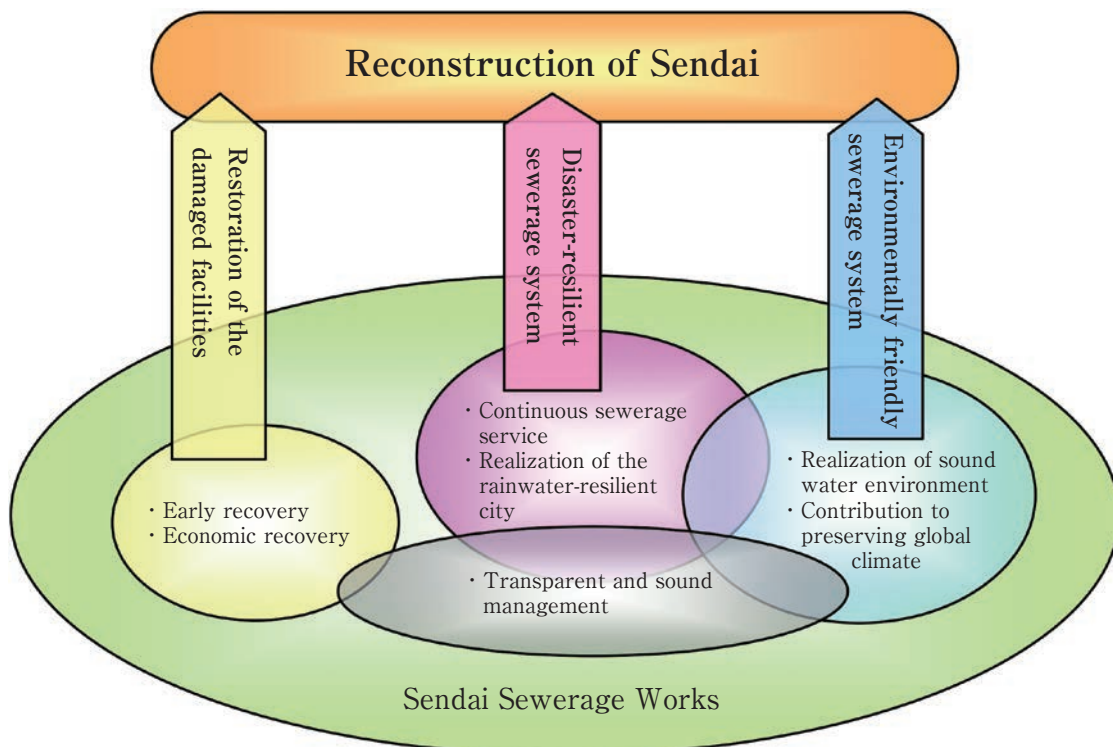 Reconstruction of Sendai
Restoration of the
damaged facilities
Disaster-resilient
sewerage system
Environmentally friendly
sewerage system
・Early recovery
・Economic recovery
・Continuous sewerage
service
・Realization of the
rainwater-resilient
city
・Realization of sound
water environment
・Contribution to
preserving global
climate
・Transparent and sound
management
Sendai Sewerage Works